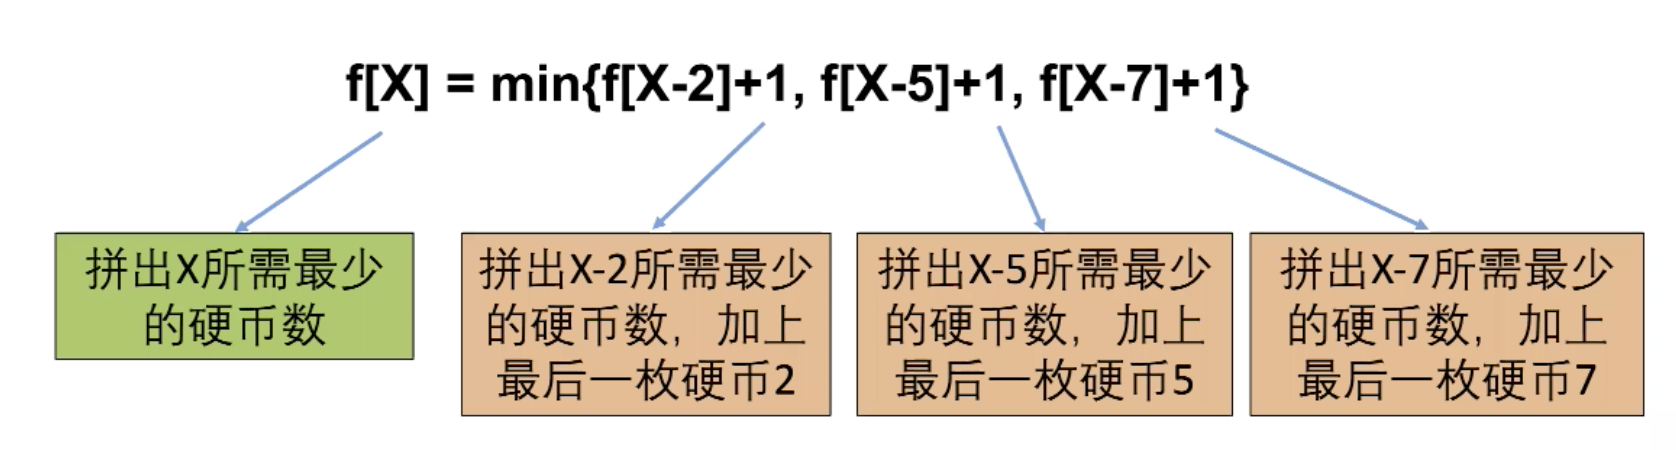 f[X] = min{f[X-2]+1, f[X-5]+1, f[X-7]+1}
拼出X所需最少
的硬币数
拼出X-2所需最少
的硬币数，加上
最后一枚硬币2
拼出X-5所需最少
的硬币数，加上
最后一枚硬币5
拼出X-7所需最少
的硬币数，加上
最后一枚硬币7